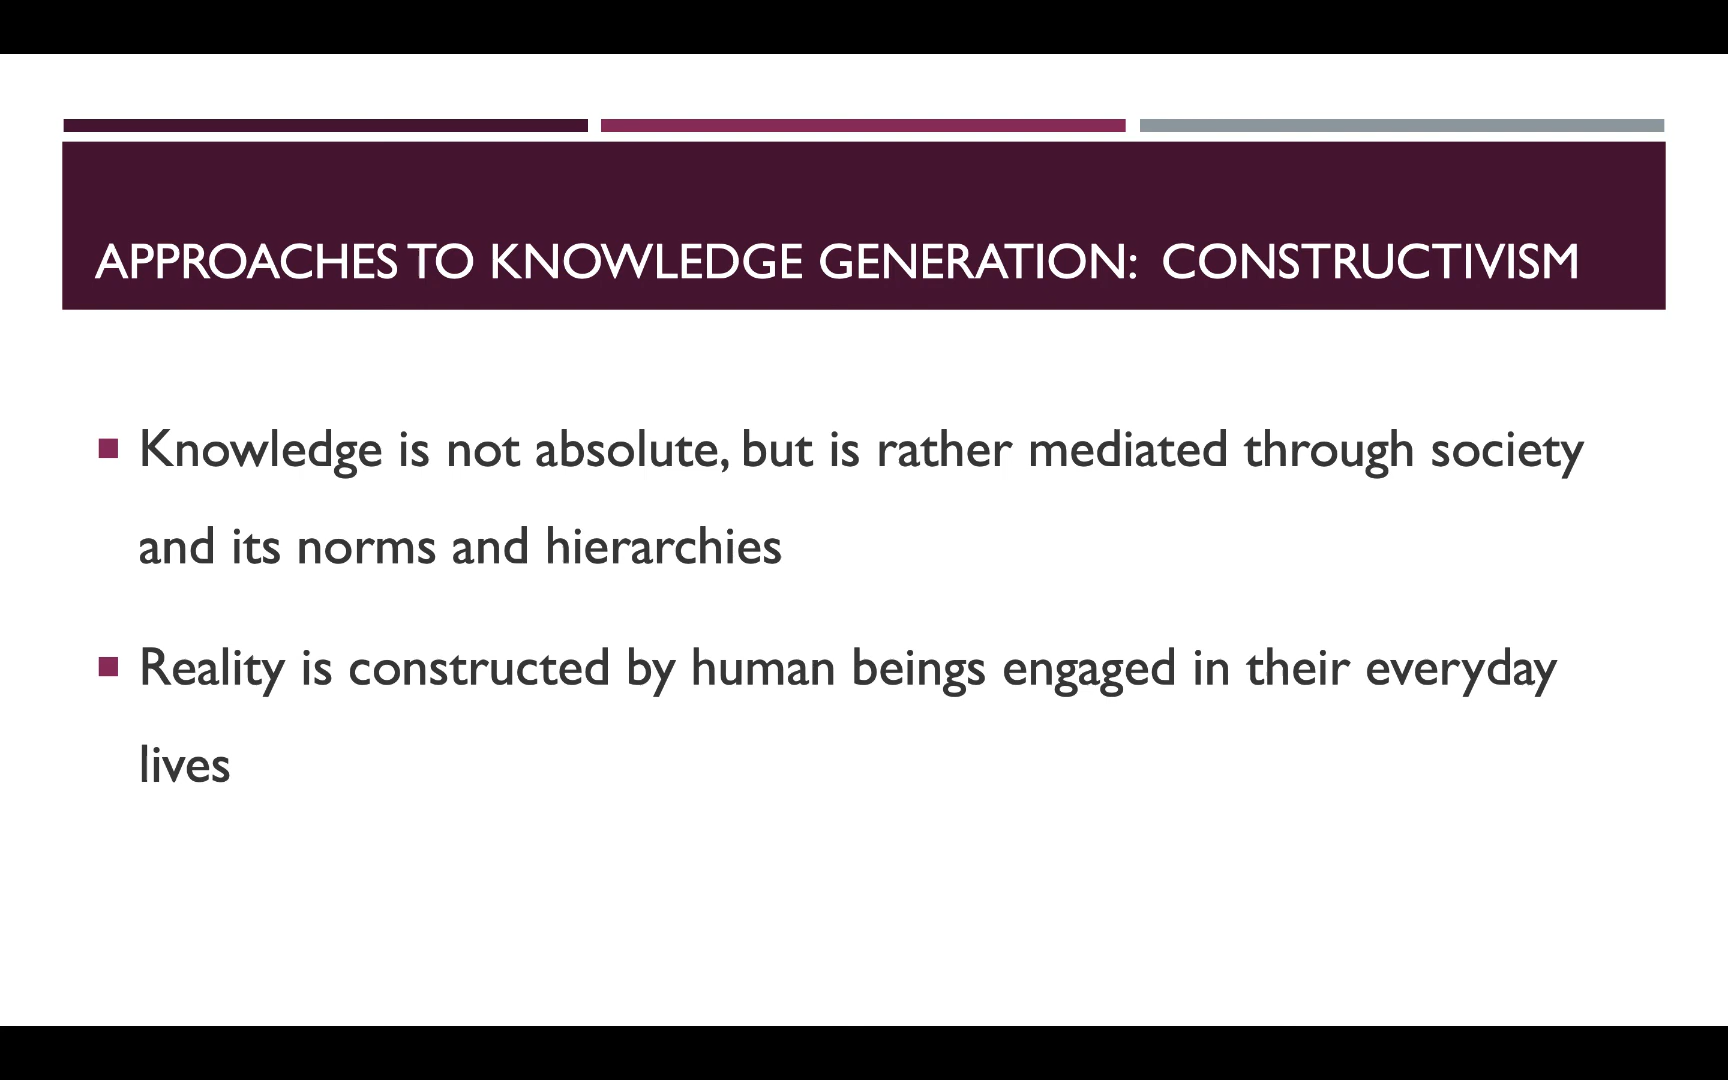 APPROACHES TO KNOWLEDGE GENERATION:  CONSTRUCTIVISM
Knowledge is not absolute, but is rather mediated through society
and its norms and hierarchies
Reality is constructed by human beings engaged in their everyday
lives